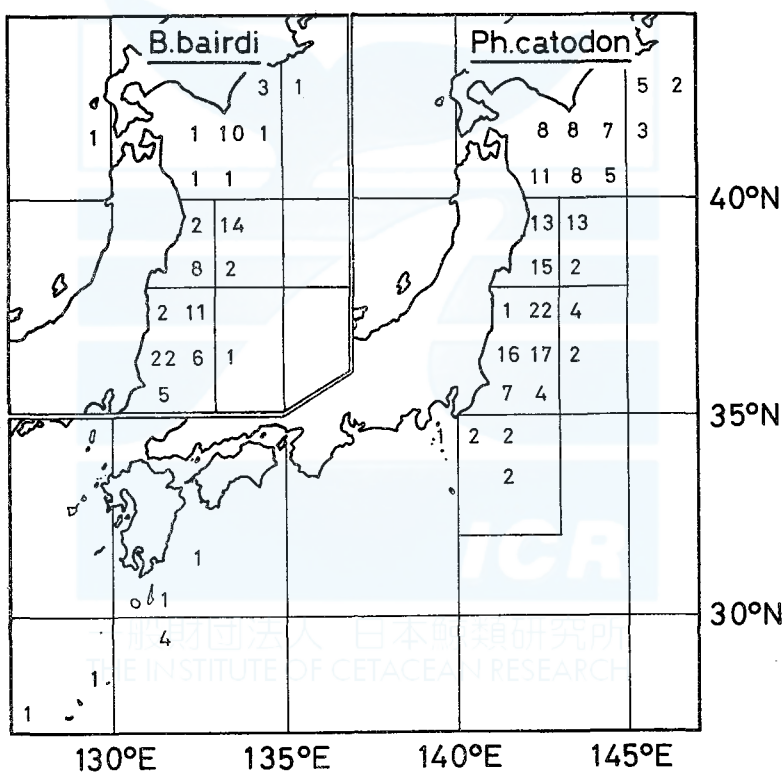 B.bairdi Ph.catodon
3 1 5 2
1 1 10 1 8 8 7 3
1 1 11 8 5
40°N
2 14 13 13
8 2 15 2
2 11 1 22 4
22 6 1 16 17 2
5 7 4
35°N
1 2 2
2
1
ICR
1
30°N
一般財団法人 日本鯨類研究所
4
THE INSTITUTE OF CETACEAN RESEARCH
1
1
130°E 135°E 140°E 145°E